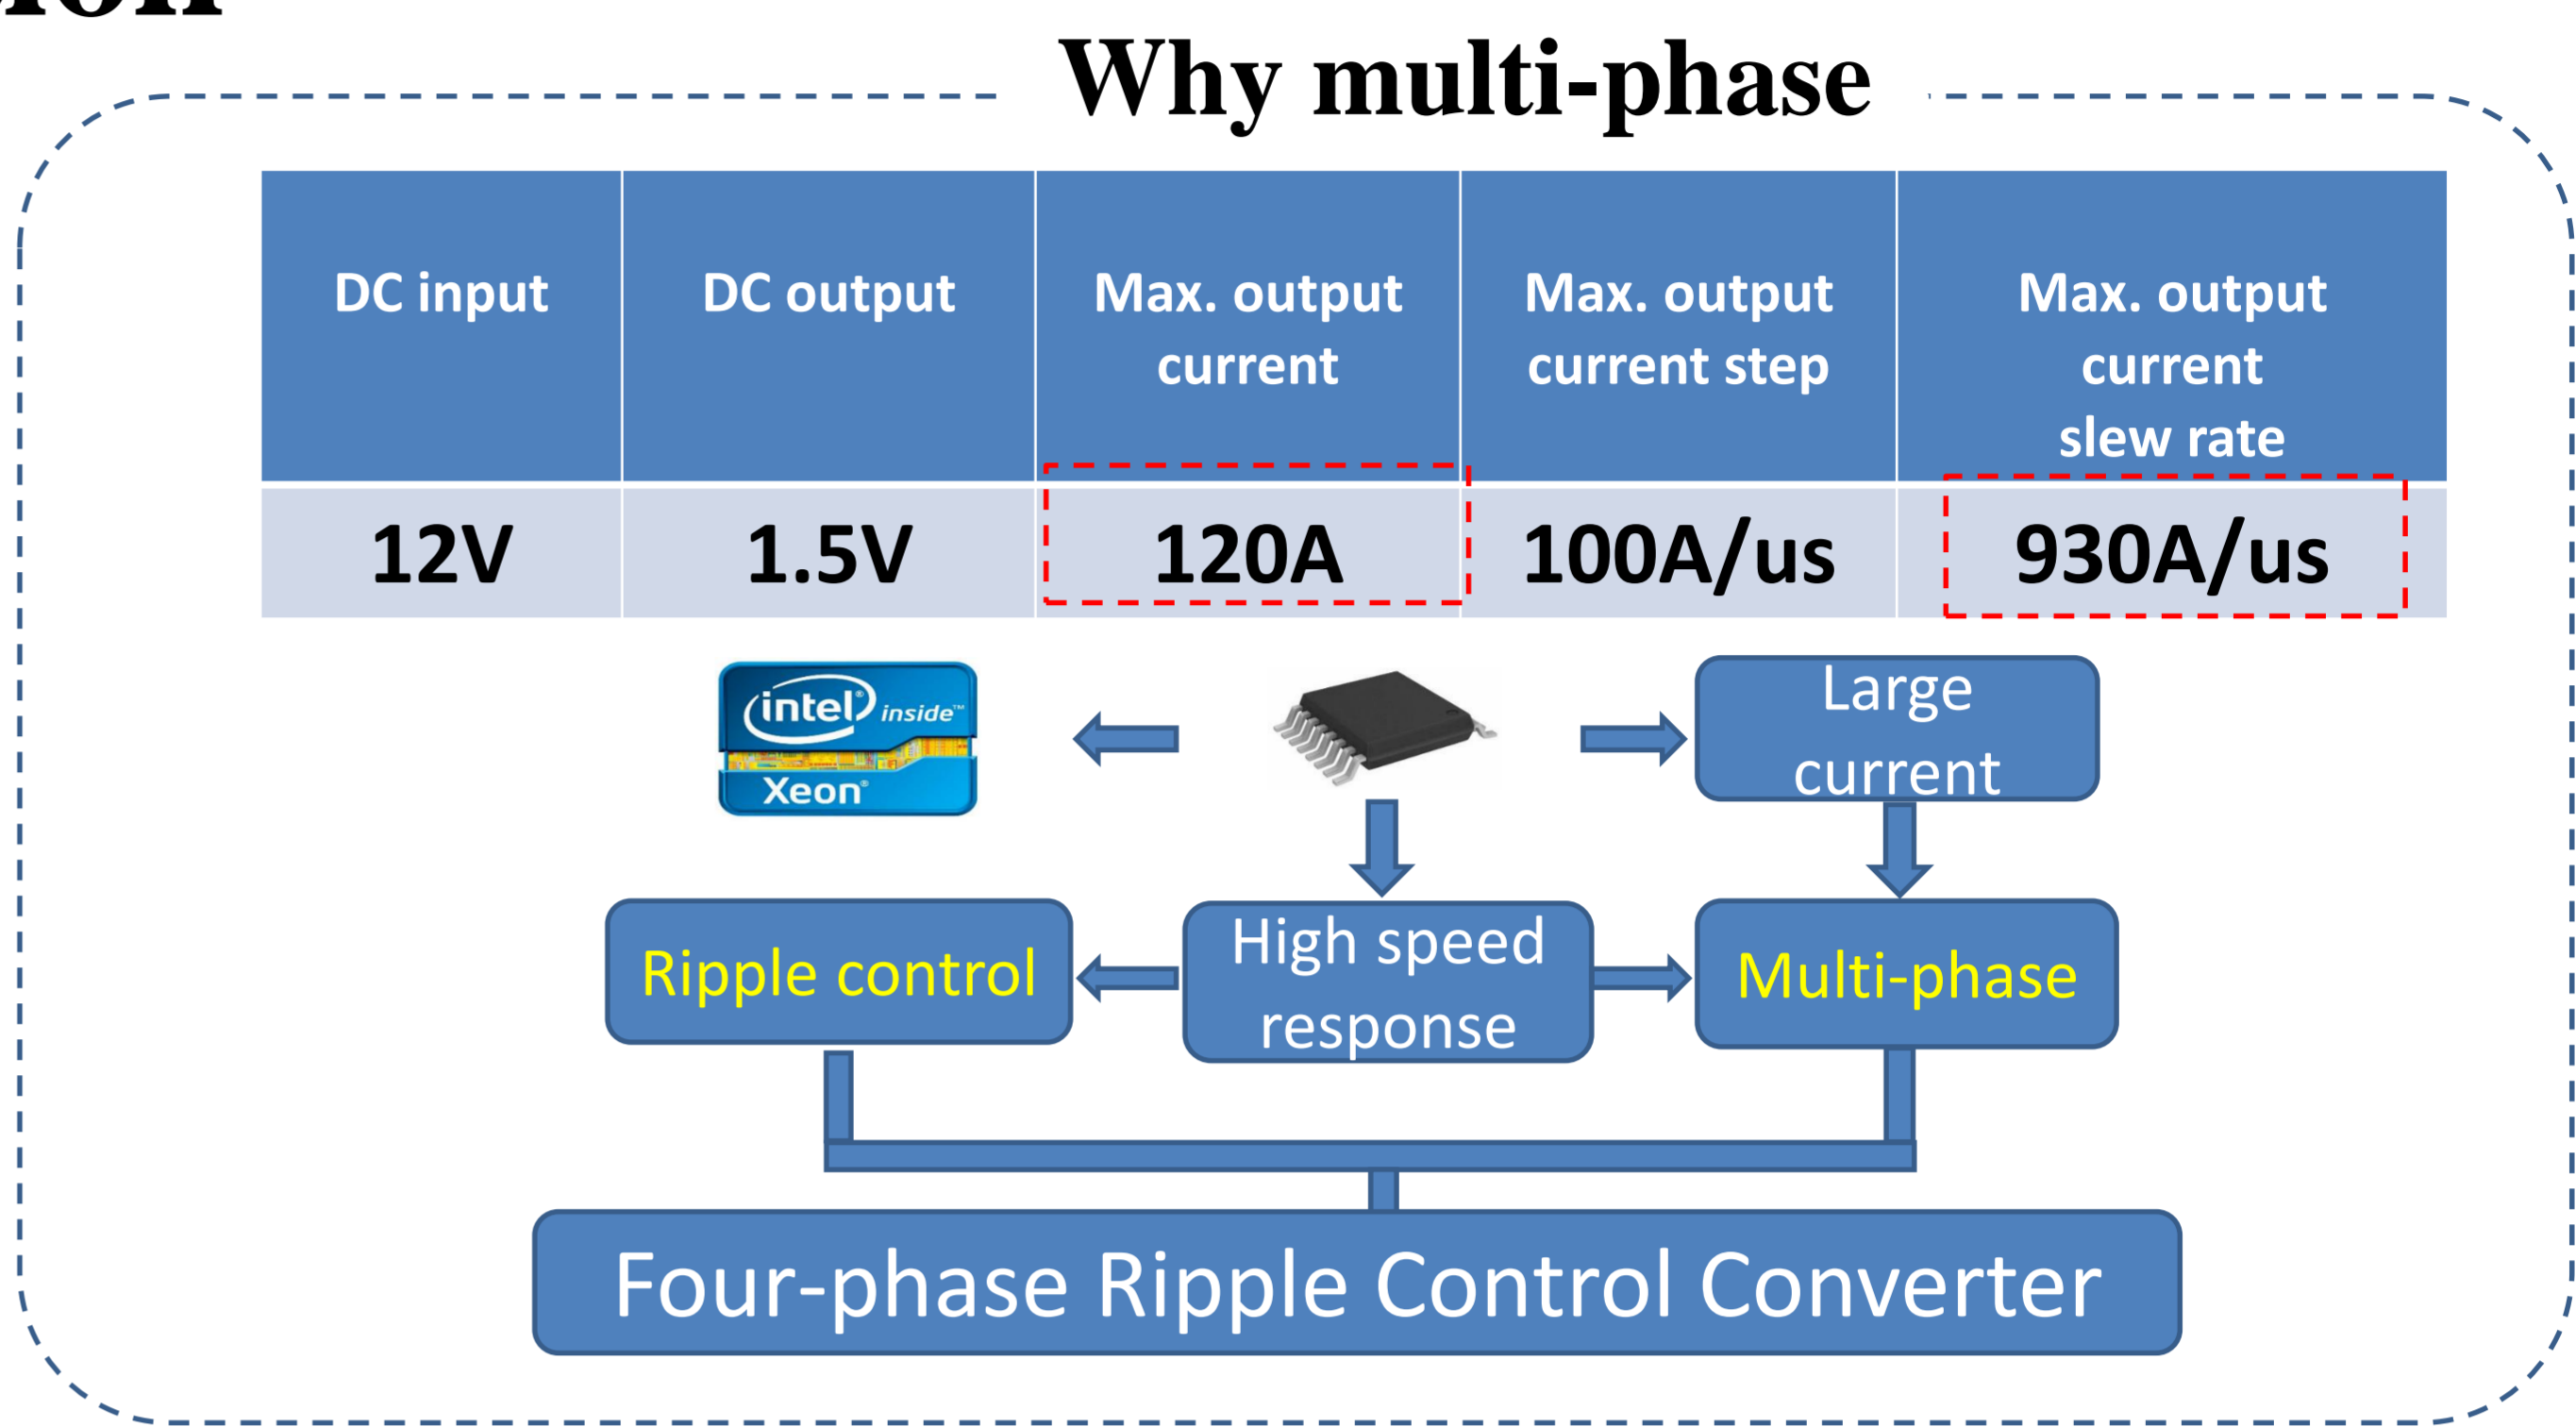 Why multi-phase
DC input
DC output
Max. output
current
Max. output
current step
Max. output
current
slew rate
12V
1.5V
120A
100A/us
930A/us
intel® inside™
Xeon®
Large
current
Ripple control
High speed
response
Multi-phase
Four-phase Ripple Control Converter